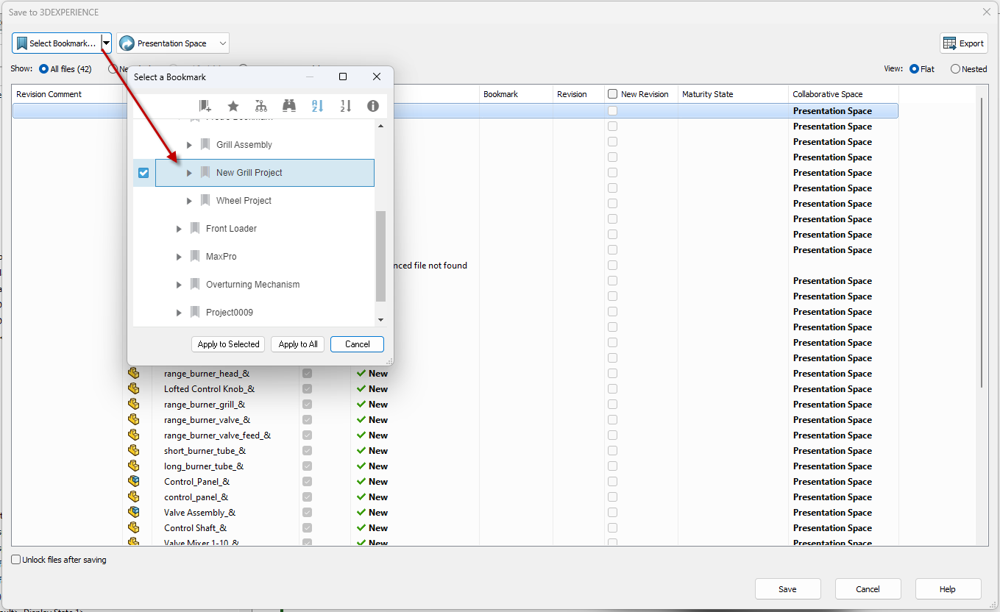 Save to 3DEXPERIENCE
Select Bookmark... Presentation Space Export
Show: All files (42) View: Flat Nested
Select a Bookmark
Revision Comment Bookmark Revision New Revision Maturity State Collaborative Space
Presentation Space
Presentation Space
Grill Assembly Presentation Space
Presentation Space
New Grill Project Presentation Space
Presentation Space
Wheel Project Presentation Space
Presentation Space
Front Loader Presentation Space
MaxPro Presentation Space
file not found
Overturning Mechanism Presentation Space
Presentation Space
Project0009 Presentation Space
Presentation Space
Apply to Selected Apply to All Cancel Presentation Space
Presentation Space
range_burner_head_& New Presentation Space
Lofted Control Knob_& New Presentation Space
range_burner_grill_& New Presentation Space
range_burner_valve_& New Presentation Space
range_burner_valve_feed_& New Presentation Space
short_burner_tube_& New Presentation Space
long_burner_tube_& New Presentation Space
Control_Panel_& New Presentation Space
control_panel_& New Presentation Space
Valve Assembly_& New Presentation Space
Control Shaft_& New Presentation Space
Valve Mixer 1-10_& New Presentation Space
Unlock files after saving
Save Cancel Help